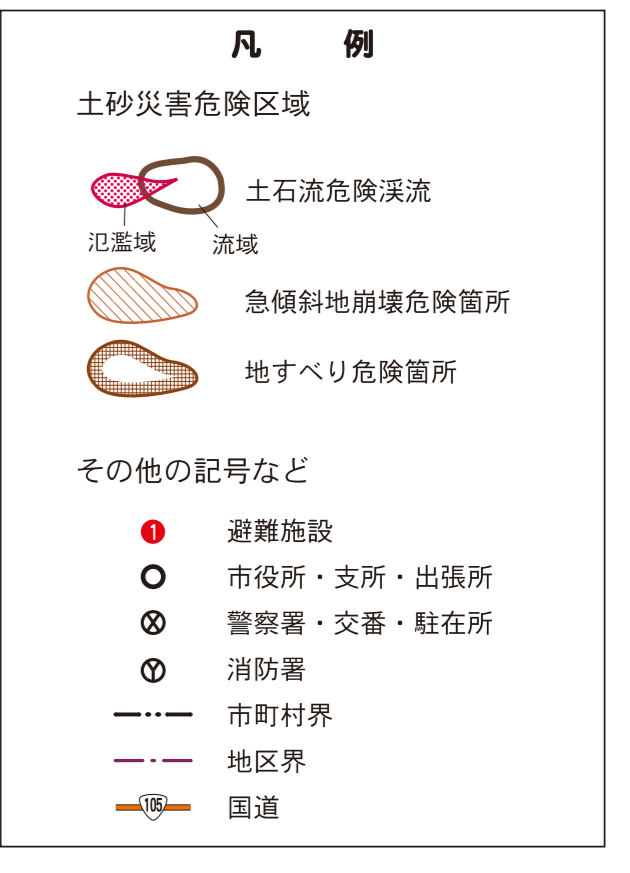 凡 例
土砂災害危険区域
土石流危険渓流
氾濫域 流域
急傾斜地崩壊危険箇所
地すべり危険箇所
その他の記号など
1 避難施設
市役所・支所・出張所
警察署・交番・駐在所
消防署
市町村界
地区界
105 国道